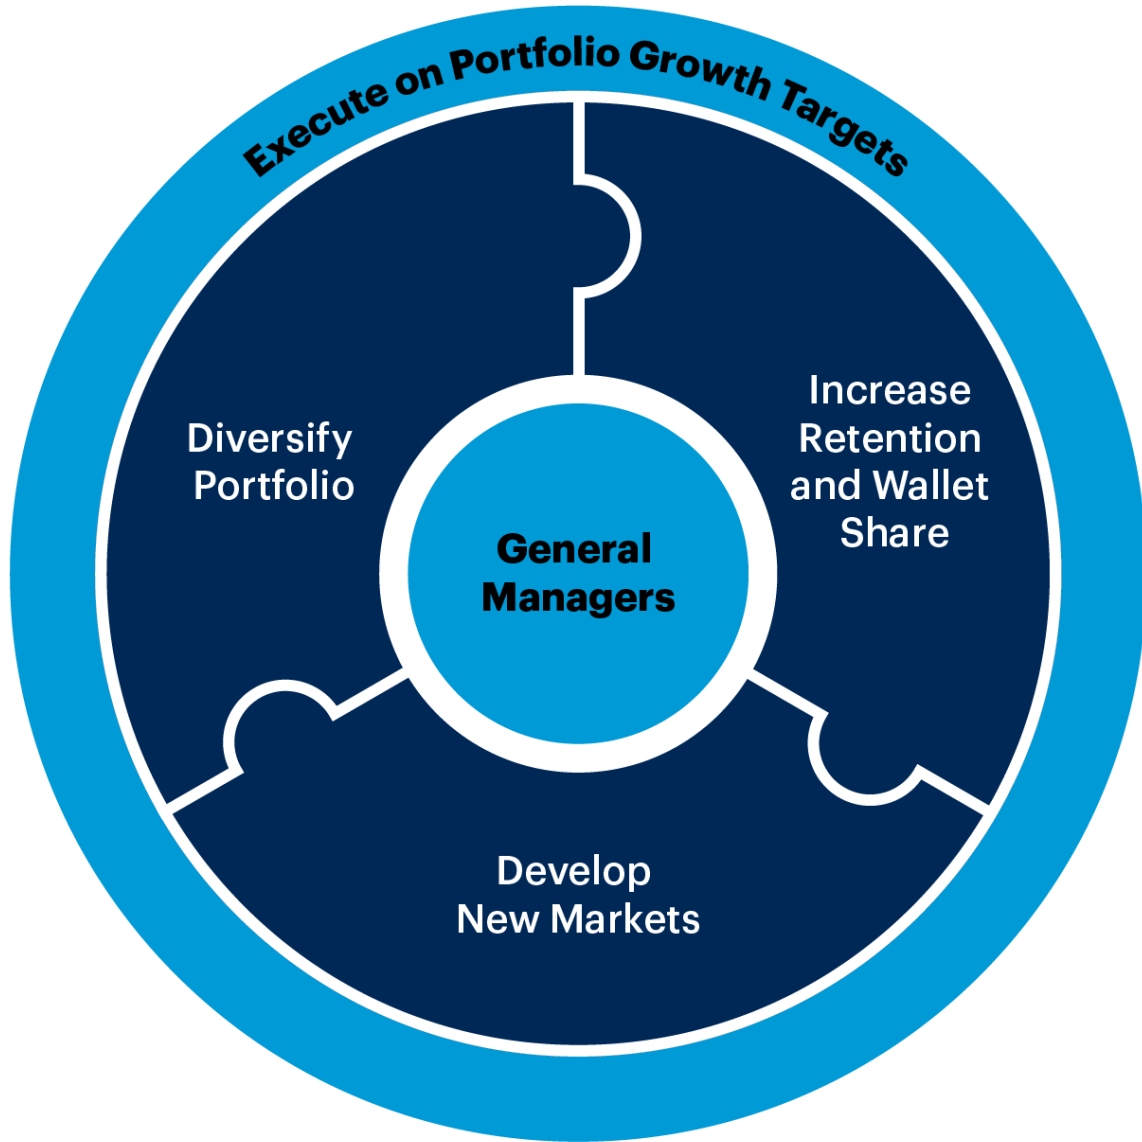 Execute on Portfolio Growth Targets
Diversify
Portfolio
Increase
Retention
and Wallet
Share
General
Managers
Develop
New Markets